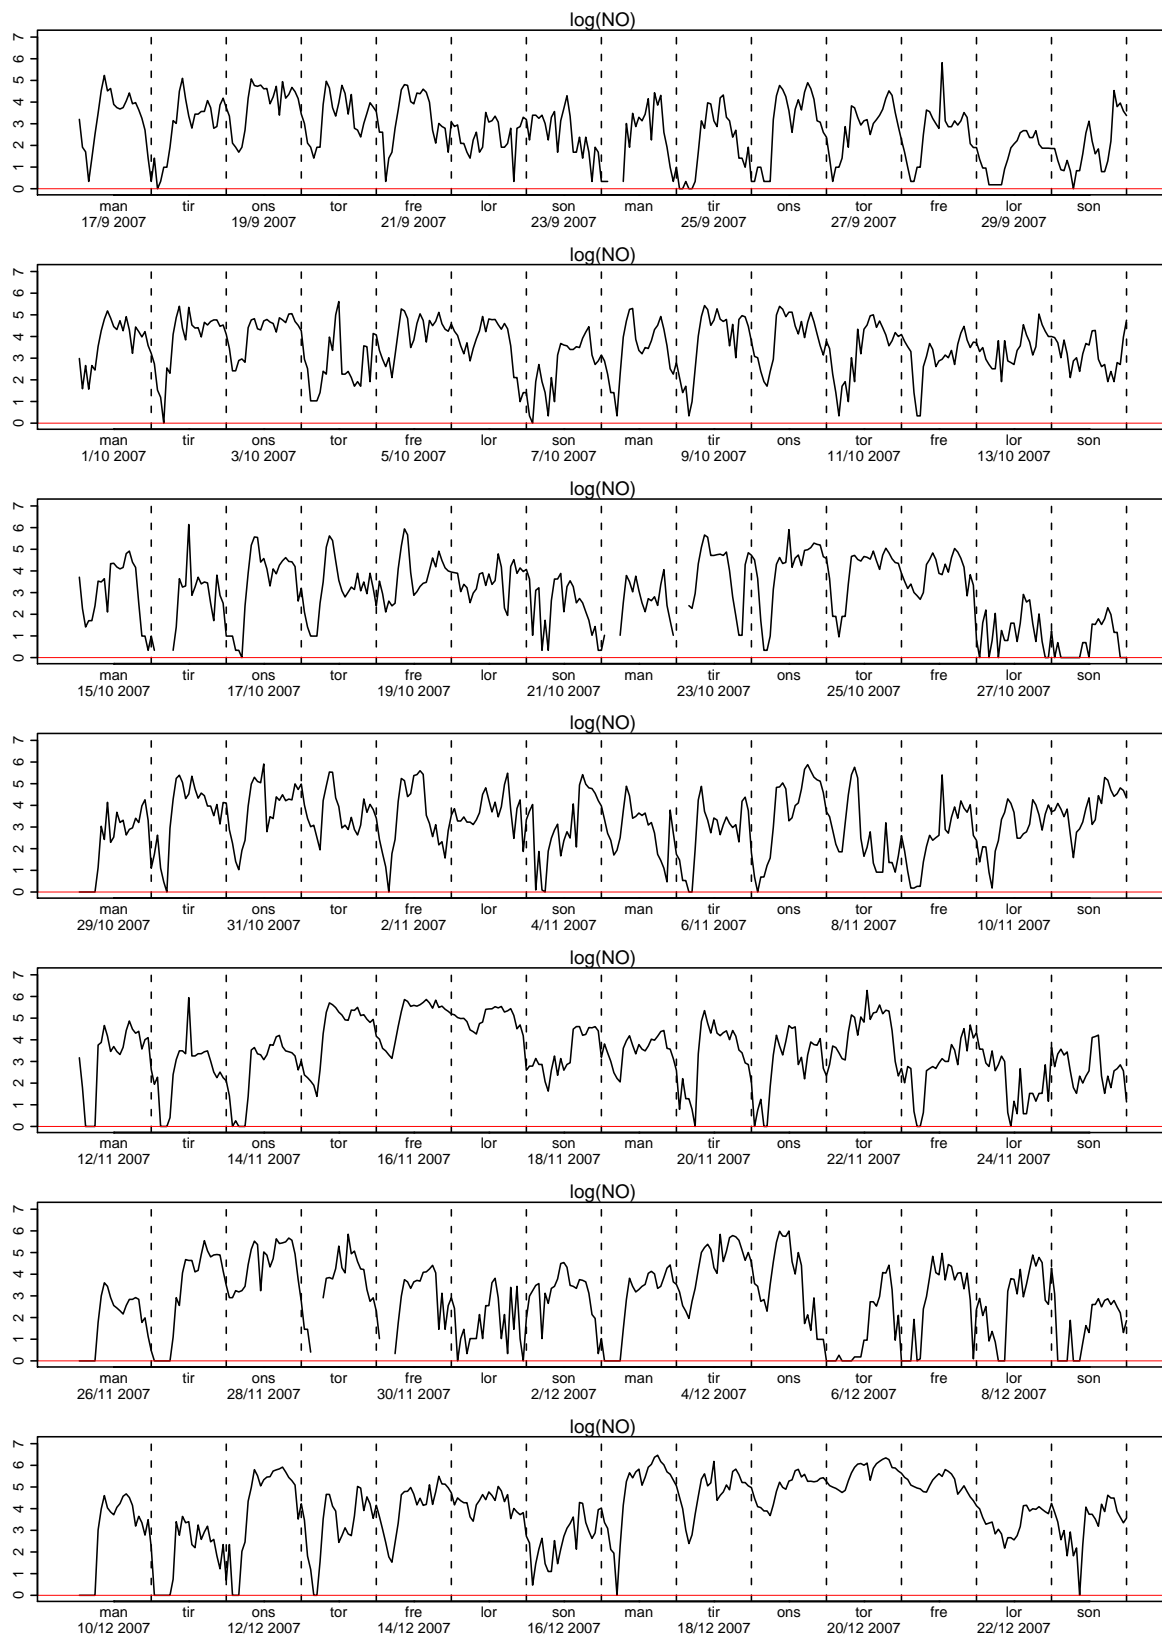 log(NO)
7
6
5
4
3
2
1
0
man tir ons tor fre lor son man tir ons tor fre lor son
17/9 2007 19/9 2007 21/9 2007 23/9 2007 25/9 2007 27/9 2007 29/9 2007
log(NO)
7
6
5
4
3
2
1
0
man tir ons tor fre lor son man tir ons tor fre lor son
1/10 2007 3/10 2007 5/10 2007 7/10 2007 9/10 2007 11/10 2007 13/10 2007
log(NO)
7
6
5
4
3
2
1
0
man tir ons tor fre lor son man tir ons tor fre lor son
15/10 2007 17/10 2007 19/10 2007 21/10 2007 23/10 2007 25/10 2007 27/10 2007
log(NO)
7
6
5
4
3
2
1
0
man tir ons tor fre lor son man tir ons tor fre lor son
29/10 2007 31/10 2007 2/11 2007 4/11 2007 6/11 2007 8/11 2007 10/11 2007
log(NO)
7
6
5
4
3
2
1
0
man tir ons tor fre lor son man tir ons tor fre lor son
12/11 2007 14/11 2007 16/11 2007 18/11 2007 20/11 2007 22/11 2007 24/11 2007
log(NO)
7
6
5
4
3
2
1
0
man tir ons tor fre lor son man tir ons tor fre lor son
26/11 2007 28/11 2007 30/11 2007 2/12 2007 4/12 2007 6/12 2007 8/12 2007
log(NO)
7
6
5
4
3
2
1
0
man tir ons tor fre lor son man tir ons tor fre lor son
10/12 2007 12/12 2007 14/12 2007 16/12 2007 18/12 2007 20/12 2007 22/12 2007